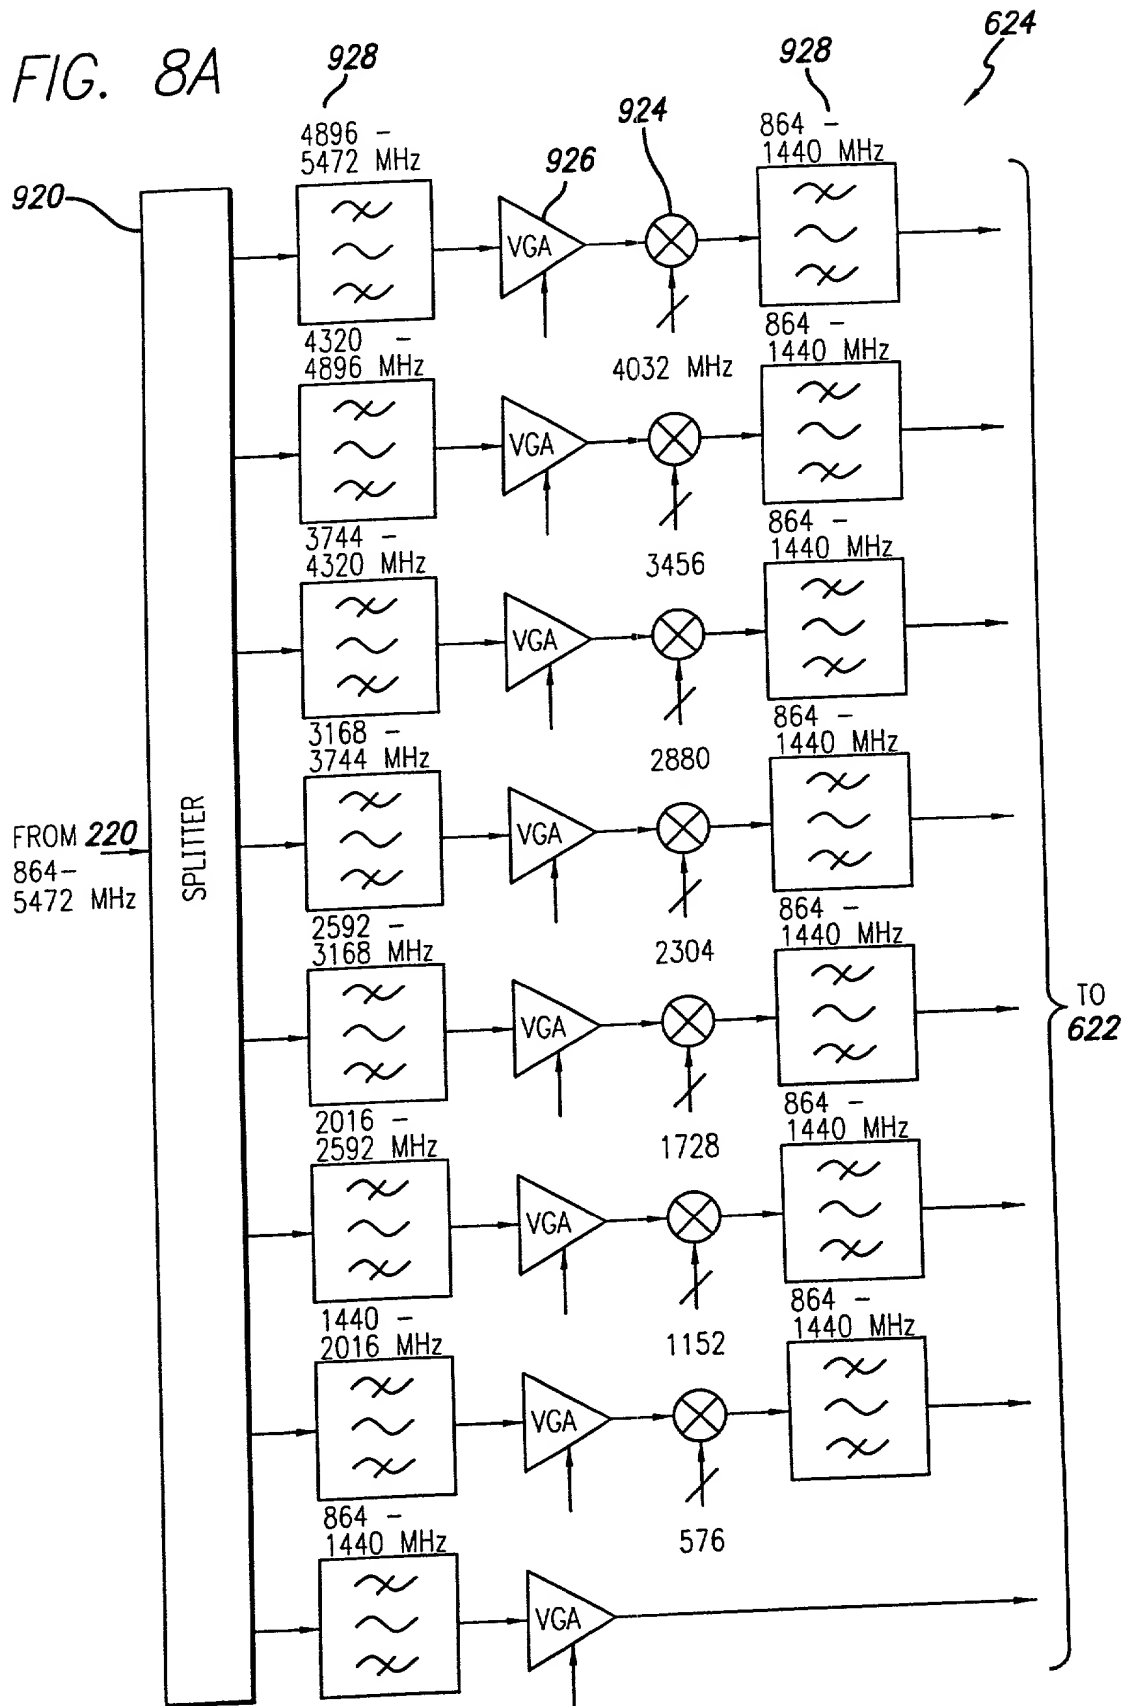 FIG. 8A
928
928
624
924
926
920
4896 -
5472 MHz
864 -
1440 MHz
VGA
4032 MHz
4320 -
4896 MHz
864 -
1440 MHz
VGA
3456
3744 -
4320 MHz
864 -
1440 MHz
VGA
2880
3168 -
3744 MHz
864 -
1440 MHz
VGA
2304
FROM 220
864-
5472 MHz
SPLITTER
2592 -
3168 MHz
864 -
1440 MHz
VGA
1728
TO
622
2016 -
2592 MHz
864 -
1440 MHz
VGA
1152
1440 -
2016 MHz
864 -
1440 MHz
VGA
576
864 -
1440 MHz
VGA